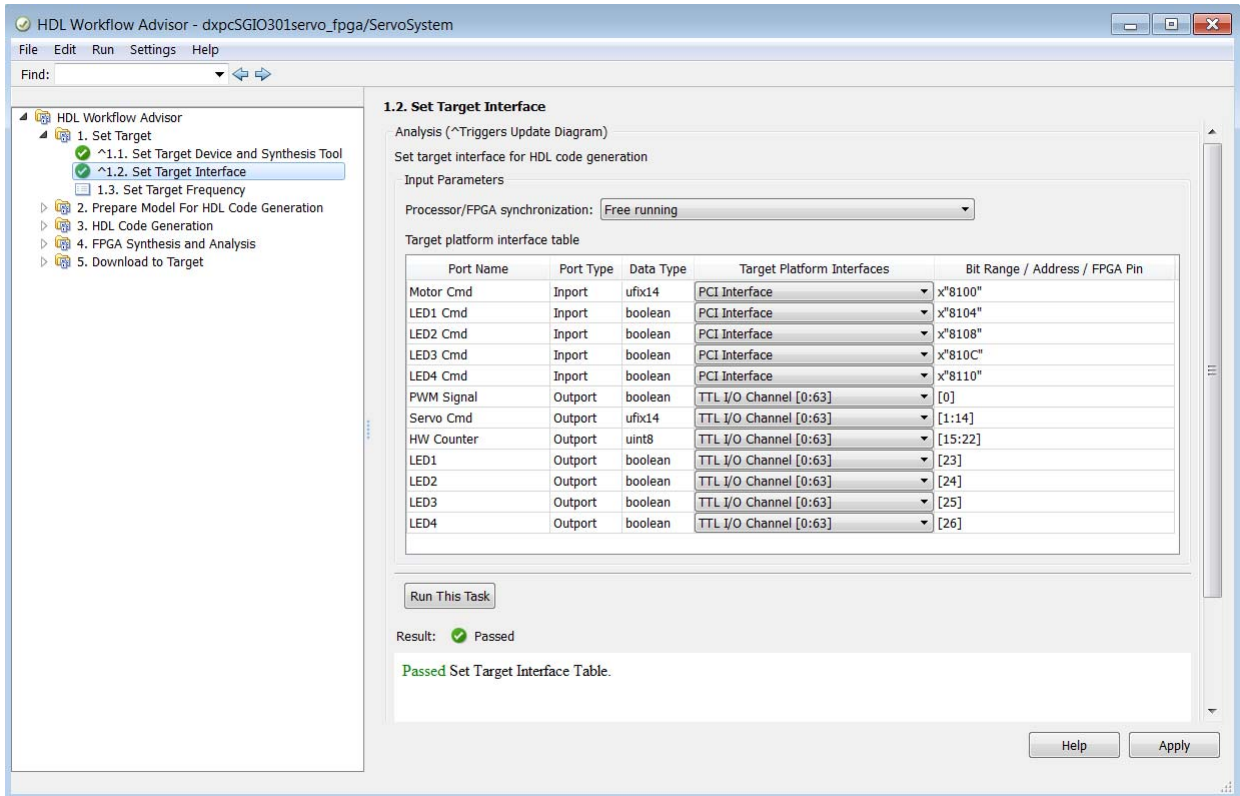 HDL Workflow Advisor - dxpcSGIO301servo_fpga/ServoSystem
File Edit Run Settings Help
Find:
HDL Workflow Advisor
1. Set Target
^1.1. Set Target Device and Synthesis Tool
^1.2. Set Target Interface
1.3. Set Target Frequency
2. Prepare Model For HDL Code Generation
3. HDL Code Generation
4. FPGA Synthesis and Analysis
5. Download to Target
1.2. Set Target Interface
Analysis (^Triggers Update Diagram)
Set target interface for HDL code generation
Input Parameters
Processor/FPGA synchronization: Free running
Target platform interface table
Port Name Port Type Data Type Target Platform Interfaces Bit Range / Address / FPGA Pin
Motor Cmd Inport ufix14 PCI Interface x"8100"
LED1 Cmd Inport boolean PCI Interface x"8104"
LED2 Cmd Inport boolean PCI Interface x"8108"
LED3 Cmd Inport boolean PCI Interface x"810C"
LED4 Cmd Inport boolean PCI Interface x"8110"
PWM Signal Outport boolean TTL I/O Channel [0:63] [0]
Servo Cmd Outport ufix14 TTL I/O Channel [0:63] [1:14]
HW Counter Outport uint8 TTL I/O Channel [0:63] [15:22]
LED1 Outport boolean TTL I/O Channel [0:63] [23]
LED2 Outport boolean TTL I/O Channel [0:63] [24]
LED3 Outport boolean TTL I/O Channel [0:63] [25]
LED4 Outport boolean TTL I/O Channel [0:63] [26]
Run This Task
Result: Passed
Passed Set Target Interface Table.
Help Apply